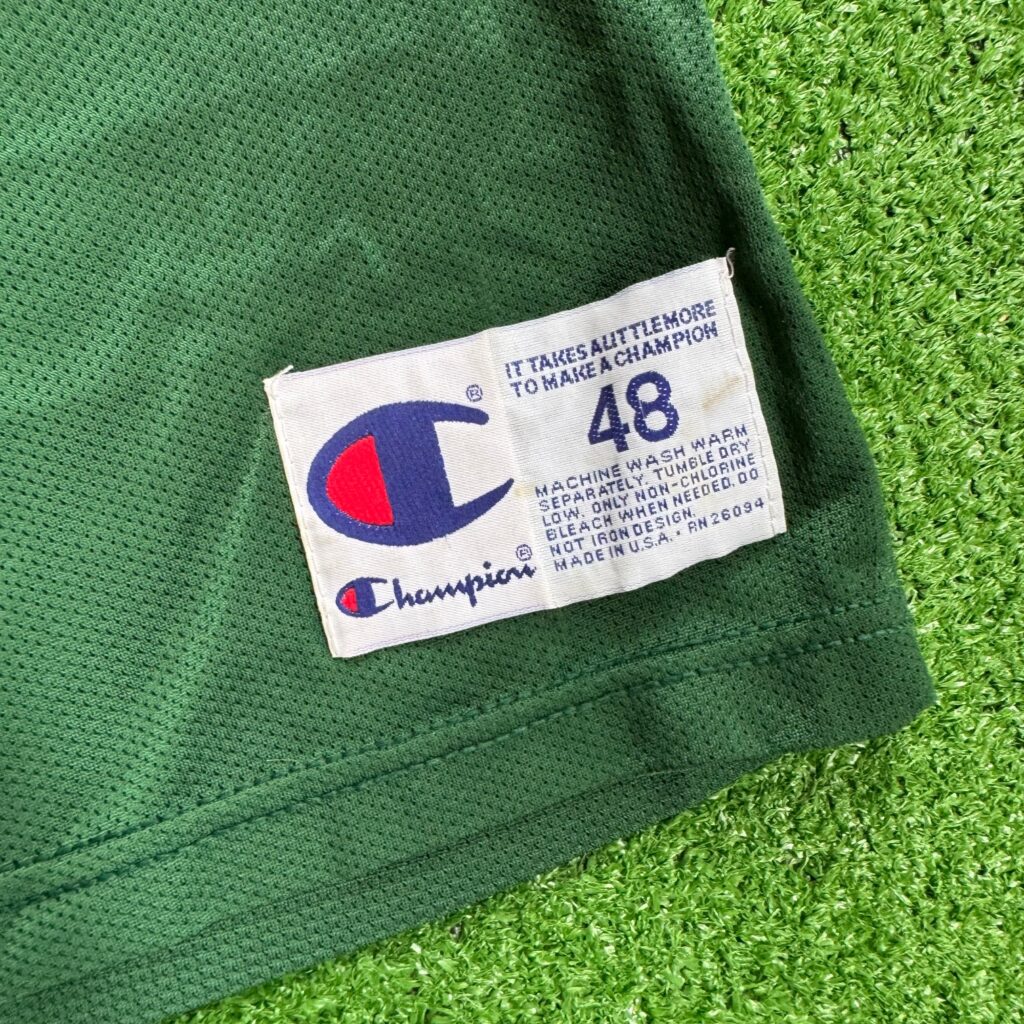 ®
Champion®
IT TAKES A LITTLE MORE
TO MAKE A CHAMPION
48
MACHINE WASH WARM
SEPARATELY. TUMBLE DRY
LOW. ONLY NON-CHLORINE
BLEACH WHEN NEEDED. DO
NOT IRON DESIGN.
MADE IN U.S.A. · RN 26094